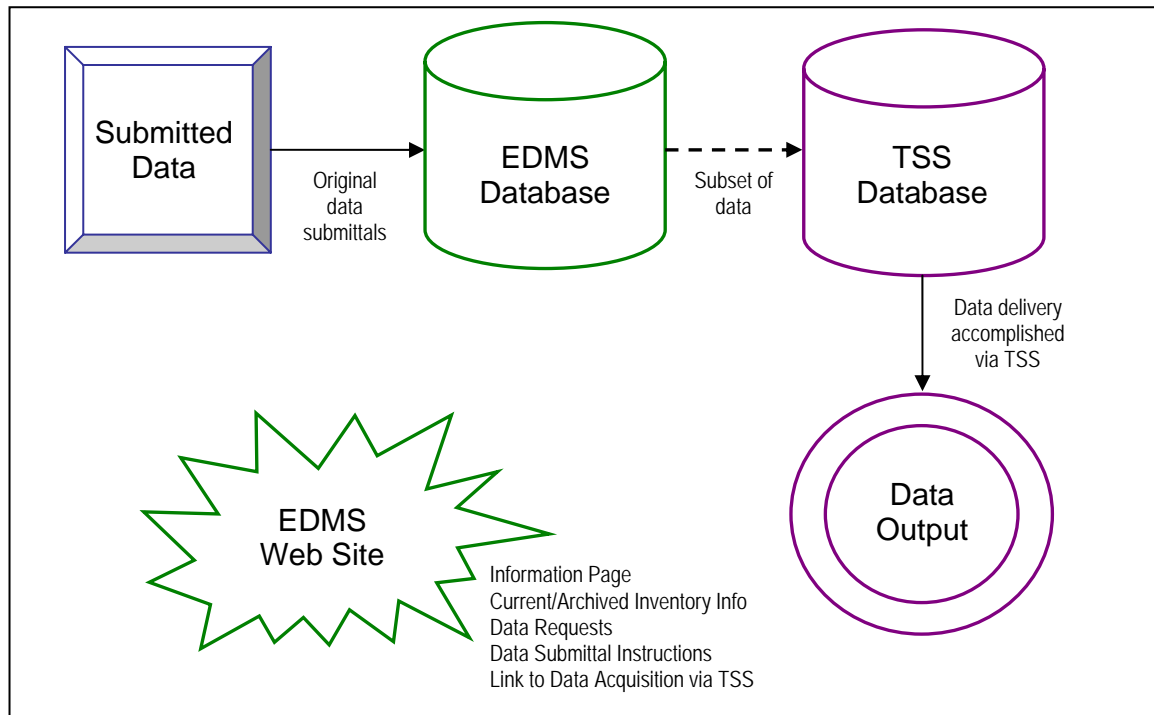 Submitted
Data
Original
data
submittals
EDMS
Database
Subset of
data
TSS
Database
Data delivery
accomplished
via TSS
Data
Output
EDMS
Web Site
Information Page
Current/Archived Inventory Info
Data Requests
Data Submittal Instructions
Link to Data Acquisition via TSS